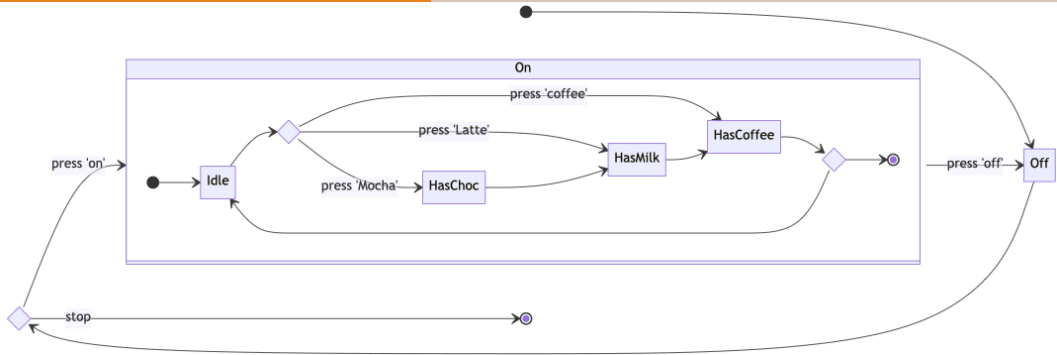 On
press 'coffee'
press 'Latte'
HasCoffee
HasMilk
press 'on'
press 'off'
Off
Idle
press 'Mocha'
HasChoc
stop